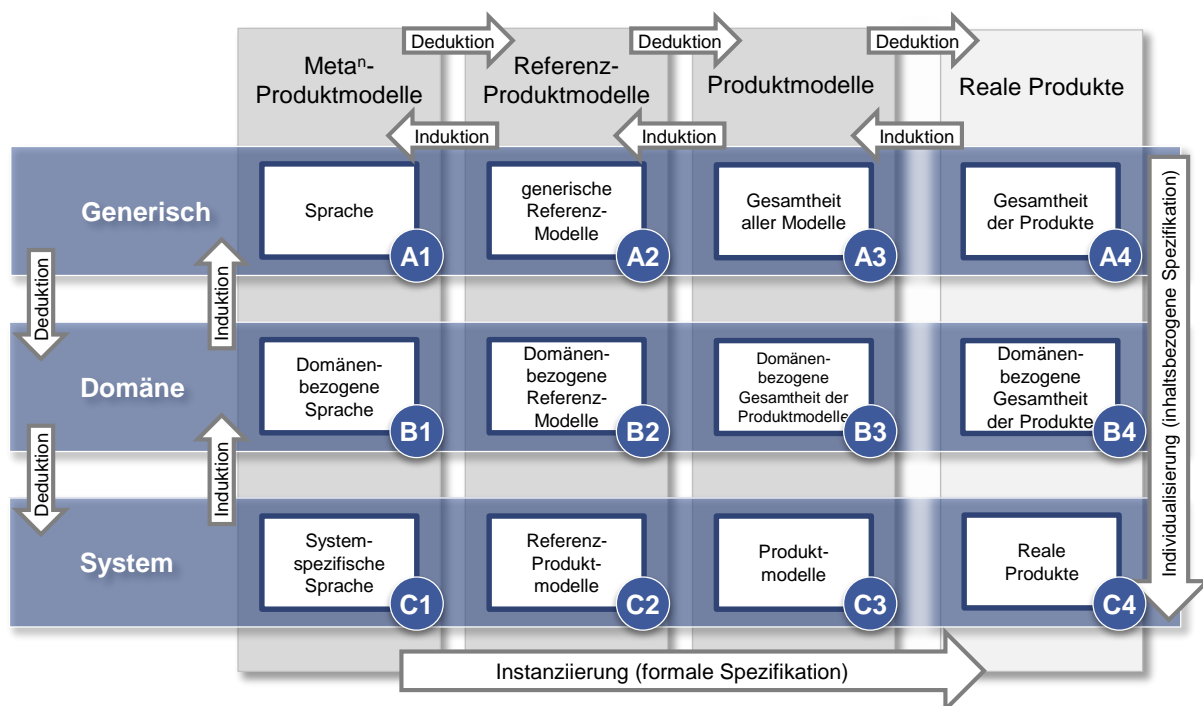 Deduktion
Deduktion
Deduktion
Metaⁿ-
Produktmodelle
Referenz-
Produktmodelle
Produktmodelle
Reale Produkte
Induktion
Induktion
Induktion
Generisch
Sprache
A1
generische
Referenz-
Modelle
A2
Gesamtheit
aller Modelle
A3
Gesamtheit
der Produkte
A4
Deduktion
Induktion
Domäne
Domänen-
bezogene
Sprache
B1
Domänen-
bezogene
Referenz-
Modelle
B2
Domänen-
bezogene
Gesamtheit der
Produktmodelle
B3
Domänen-
bezogene
Gesamtheit
der Produkte
B4
Deduktion
Induktion
System
System-
spezifische
Sprache
C1
Referenz-
Produkt-
modelle
C2
Produkt-
modelle
C3
Reale
Produkte
C4
Individualisierung (inhaltsbezogene Spezifikation)
Instanziierung (formale Spezifikation)